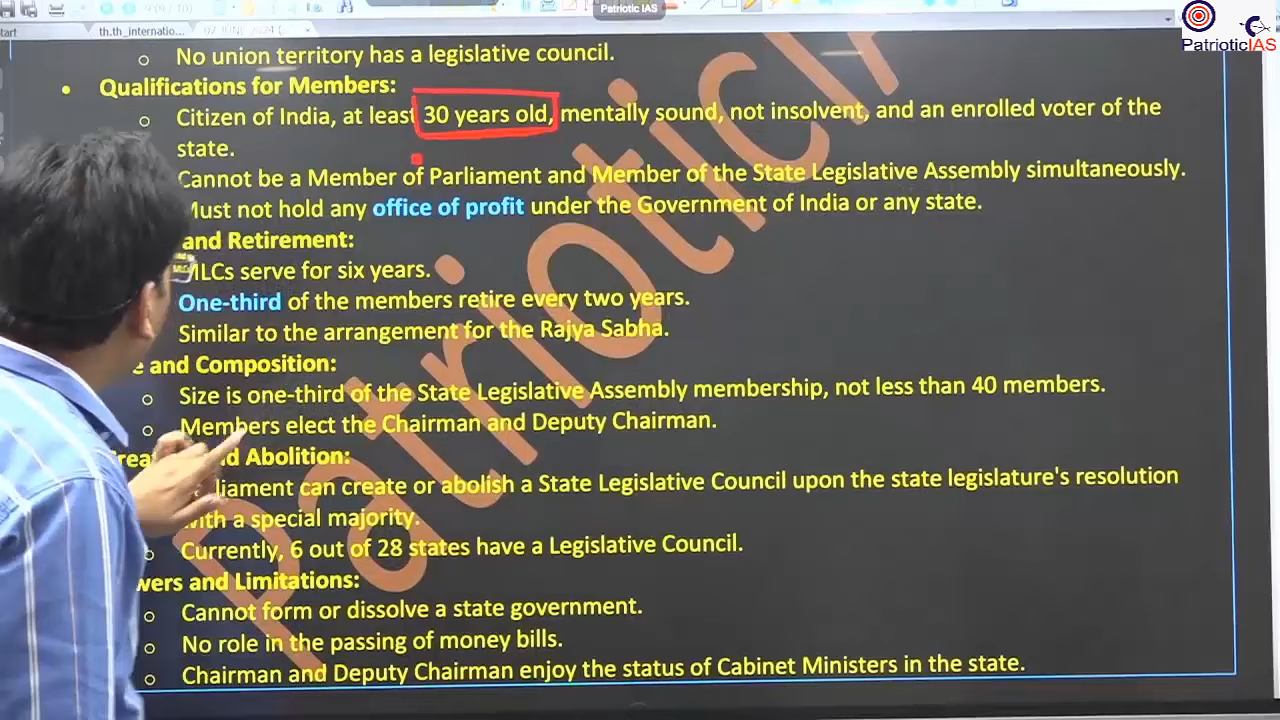 Patriotic IAS
th.th_internatio...
PatrioticIAS
No union territory has a legislative council.
Qualifications for Members:
Citizen of India, at least 30 years old, mentally sound, not insolvent, and an enrolled voter of the
state.
Cannot be a Member of Parliament and Member of the State Legislative Assembly simultaneously.
Must not hold any office of profit under the Government of India or any state.
and Retirement:
MLCs serve for six years.
One-third of the members retire every two years.
Similar to the arrangement for the Rajya Sabha.
and Composition:
Size is one-third of the State Legislative Assembly membership, not less than 40 members.
Members elect the Chairman and Deputy Chairman.
Abolition:
can create or abolish a State Legislative Council upon the state legislature's resolution
with a special majority.
Currently, 6 out of 28 states have a Legislative Council.
and Limitations:
Cannot form or dissolve a state government.
No role in the passing of money bills.
Chairman and Deputy Chairman enjoy the status of Cabinet Ministers in the state.